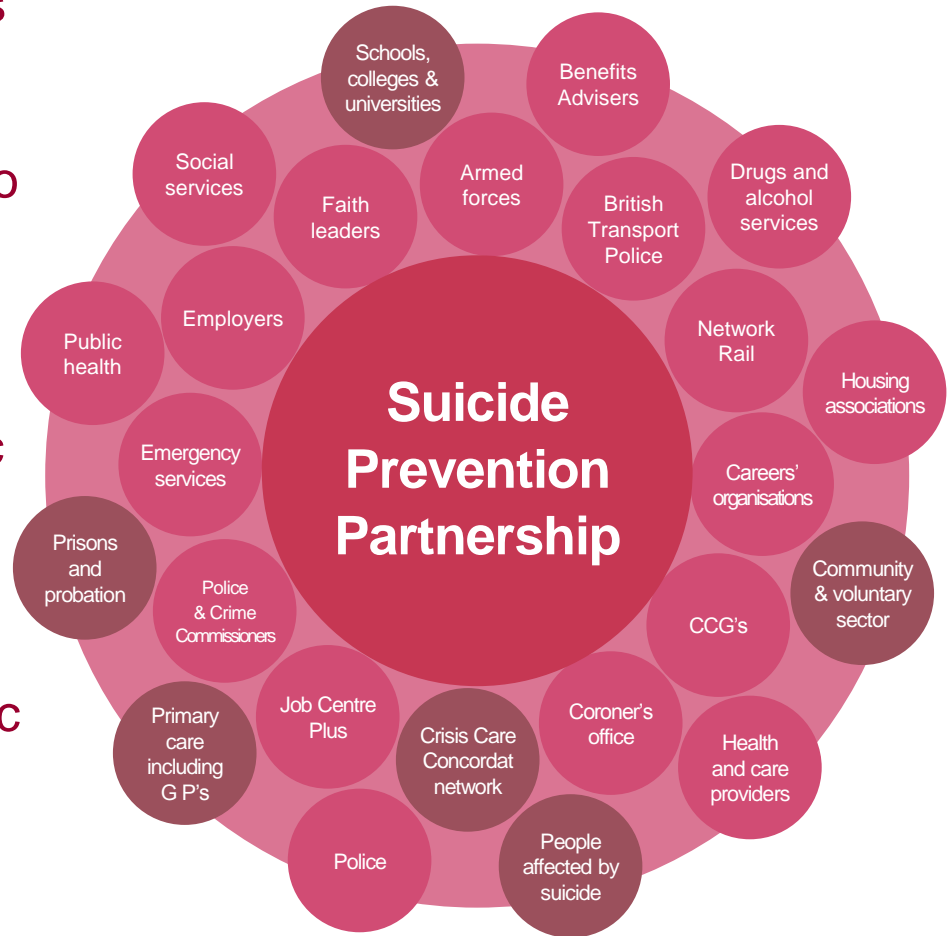 s
o
c
c
Schools,
colleges &
universities
Benefits
Advisers
Social
services
Faith
leaders
Armed
forces
British
Transport
Police
Drugs and
alcohol
services
Public
health
Employers
Network
Rail
Housing
associations
Suicide
Prevention
Partnership
Emergency
services
Careers’
organisations
Prisons
and
probation
Police
& Crime
Commissioners
CCG’s
Community
& voluntary
sector
Primary
care
including
G P’s
Job Centre
Plus
Crisis Care
Concordat
network
Coroner’s
office
Health
and care
providers
Police
People
affected by
suicide